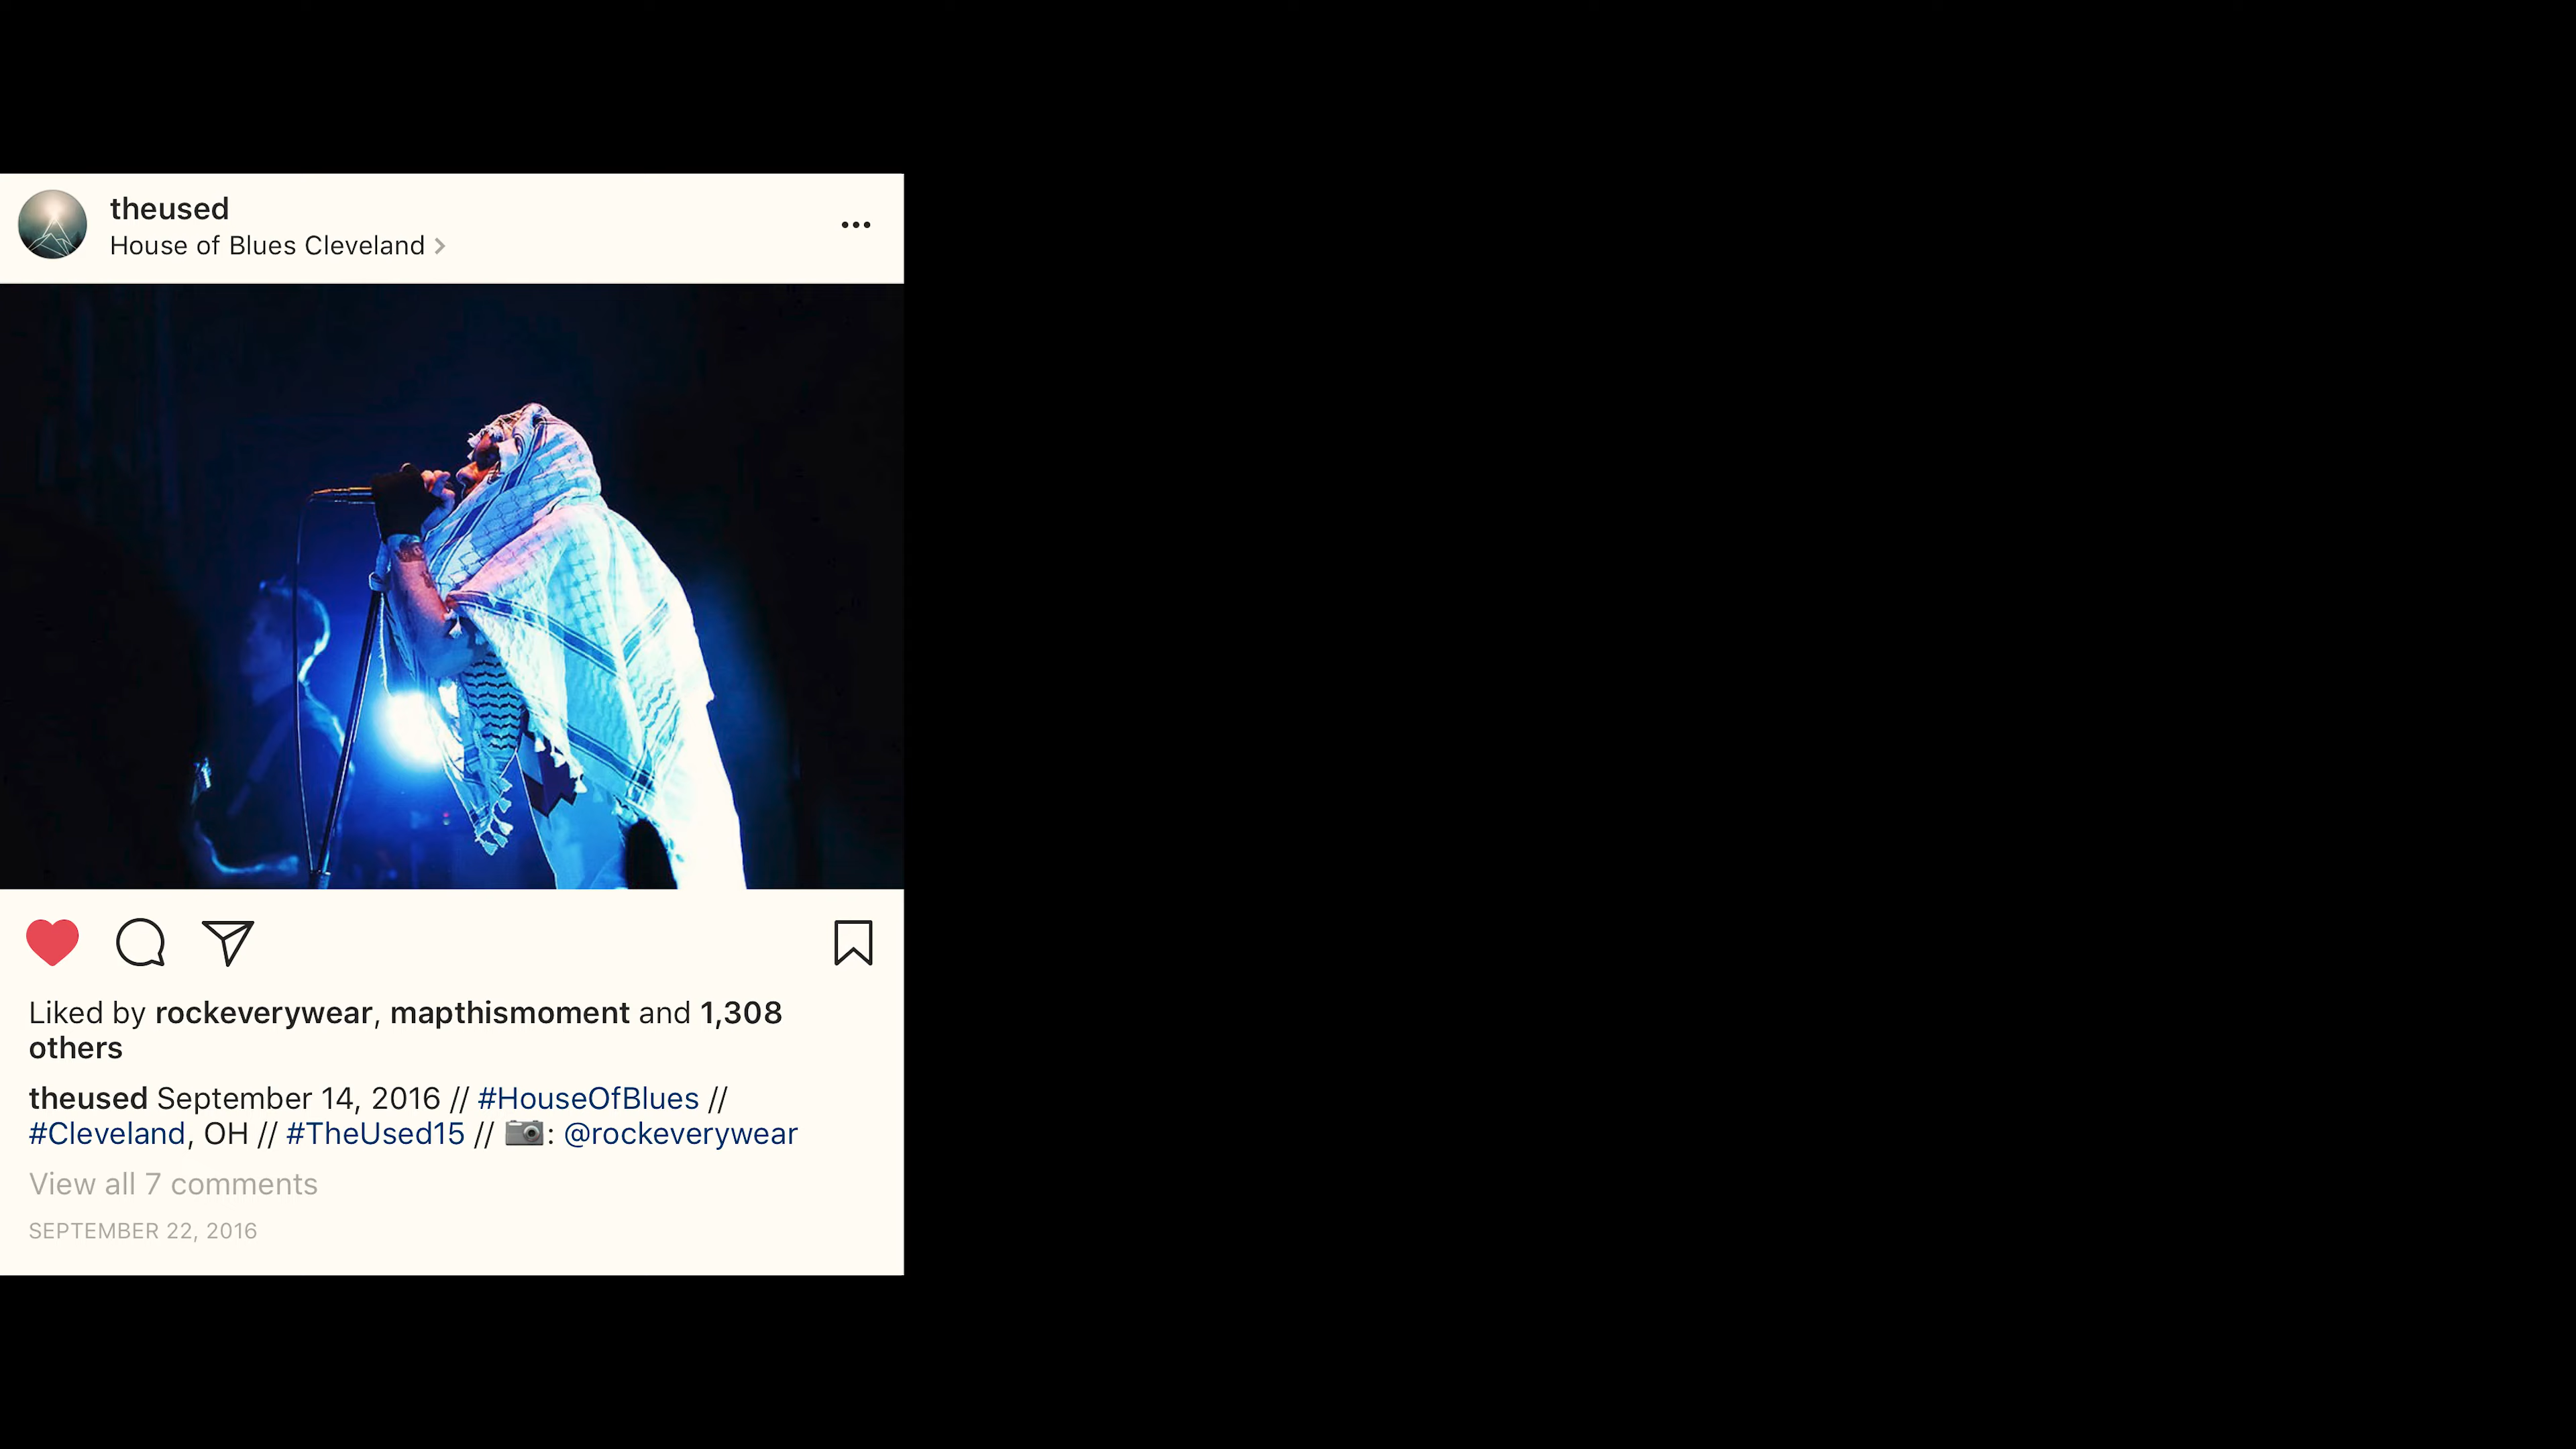 theused
House of Blues Cleveland
Liked by rockeverywear, mapthismoment and 1,308
others
theused September 14, 2016 // #HouseOfBlues //
#Cleveland, OH // #TheUsed15 // 📷: @rockeverywear
View all 7 comments
SEPTEMBER 22, 2016